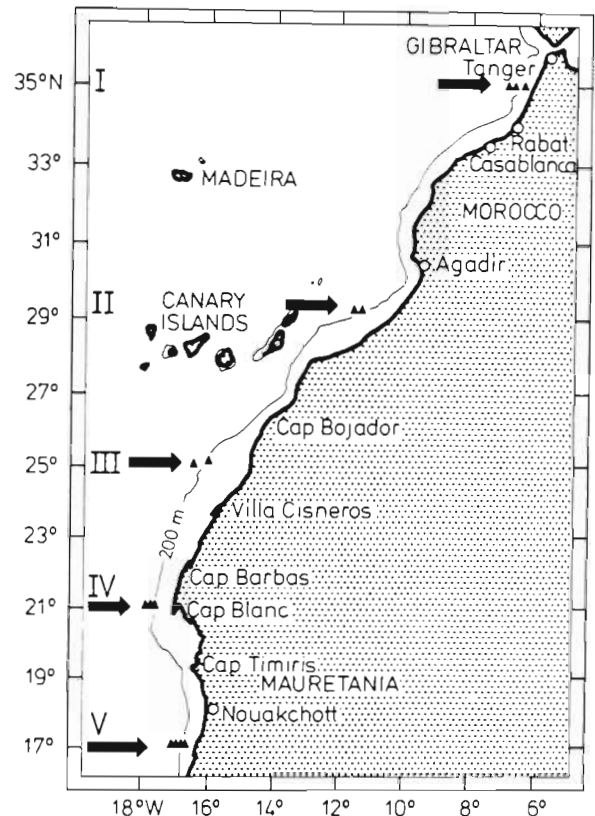 GIBRALTAR
Tanger
35°N
I
Rabat
Casablanca
33°
MADEIRA
MOROCCO
31°
Agadir
II
CANARY
ISLANDS
29°
27°
Cap Bojador
III
25°
Villa Cisneros
23°
200 m
Cap Barbas
IV
21°
Cap Blanc
Cap Timiris
19°
MAURETANIA
Nouakchott
V
17°
18°W 16° 14° 12° 10° 8° 6°